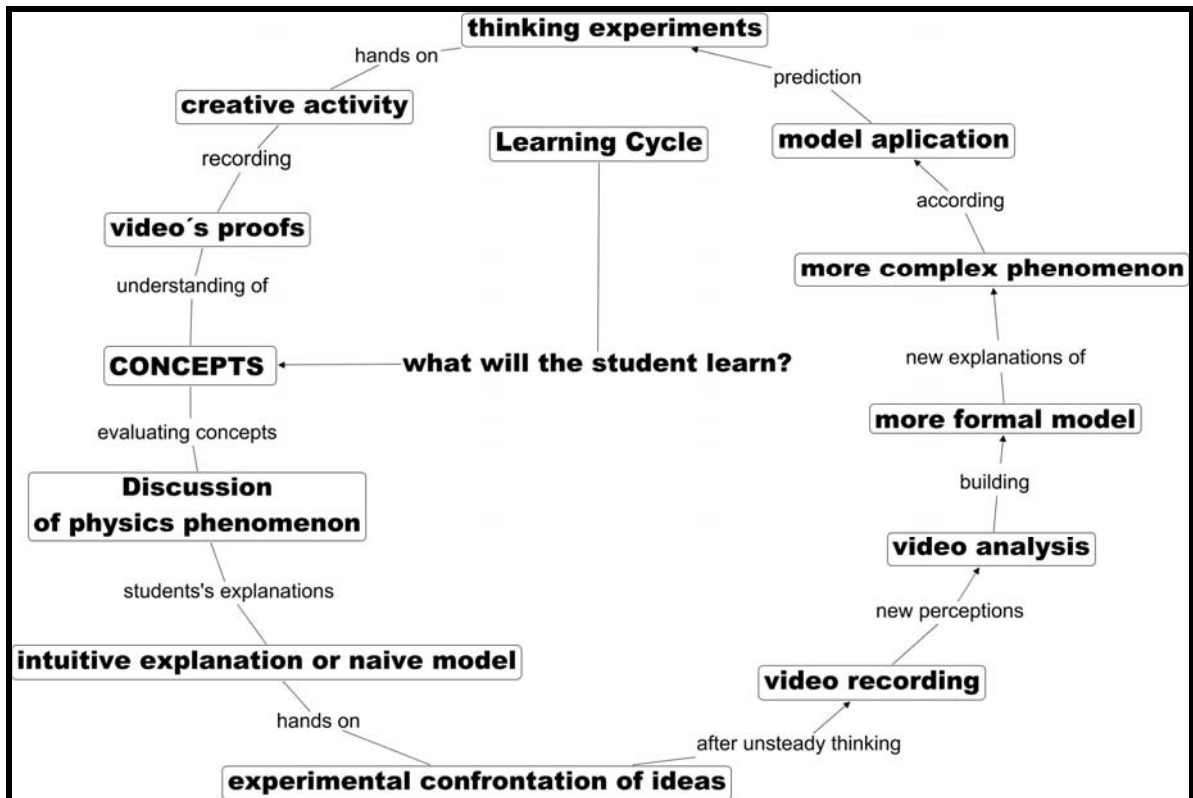 thinking experiments
hands on
prediction
creative activity
Learning Cycle
model aplication
recording
according
video´s proofs
more complex phenomenon
understanding of
new explanations of
CONCEPTS
what will the student learn?
more formal model
evaluating concepts
building
Discussion
of physics phenomenon
video analysis
students's explanations
new perceptions
intuitive explanation or naive model
video recording
hands on
after unsteady thinking
experimental confrontation of ideas